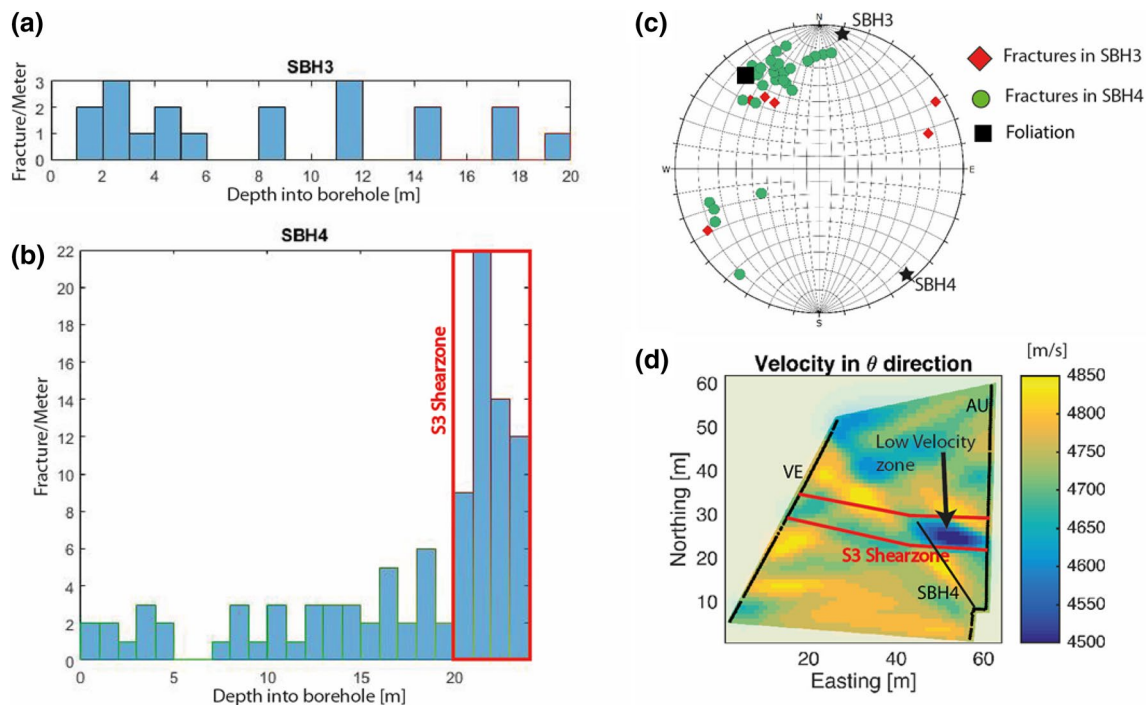 (a)
SBH3
Fracture/Meter
3
2
1
0
0 2 4 6 8 10 12 14 16 18 20
Depth into borehole [m]
(b)
SBH4
Fracture/Meter
22
20
18
16
14
12
10
8
6
4
2
0
S3 Shearzone
0 5 10 15 20
Depth into borehole [m]
(c)
N
SBH3
W
E
SBH4
S
Fractures in SBH3
Fractures in SBH4
Foliation
(d)
Velocity in θ direction
[m/s]
Northing [m]
60
50
40
30
20
10
AU
Low Velocity
zone
VE
S3 Shearzone
SBH4
20 40 60
Easting [m]
4850
4800
4750
4700
4650
4600
4550
4500